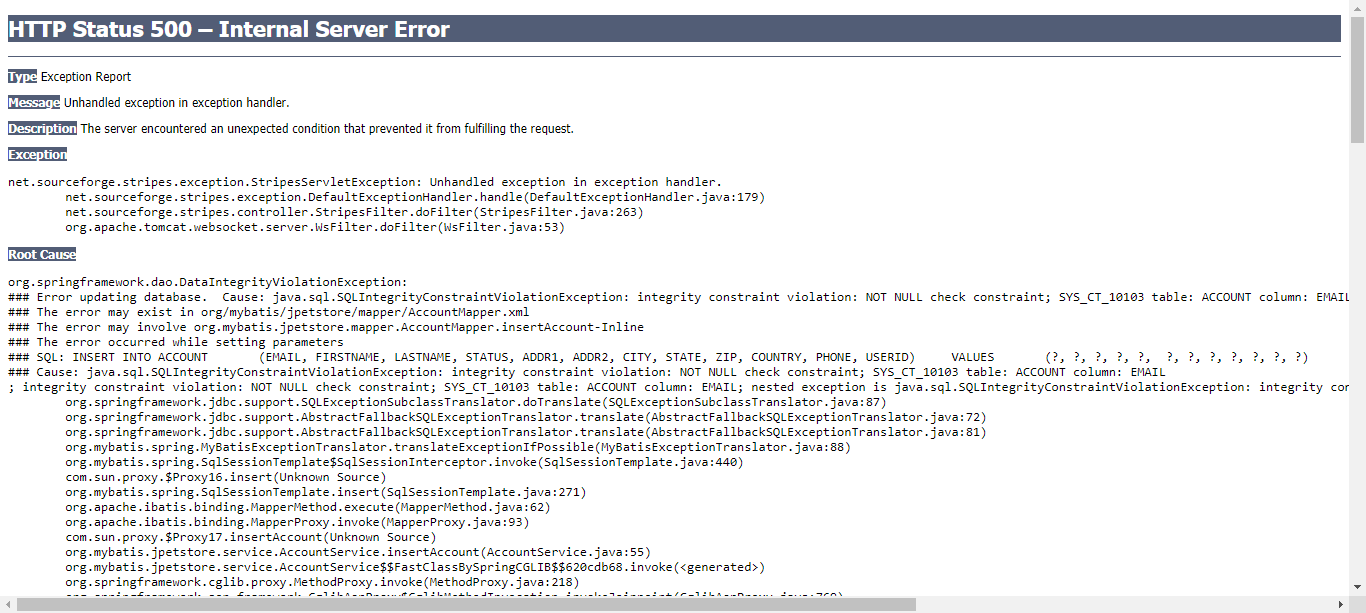 HTTP Status 500 – Internal Server Error
Type Exception Report
Message Unhandled exception in exception handler.
Description The server encountered an unexpected condition that prevented it from fulfilling the request.
Exception
net.sourceforge.stripes.exception.StripesServletException: Unhandled exception in exception handler.
net.sourceforge.stripes.exception.DefaultExceptionHandler.handle(DefaultExceptionHandler.java:179)
net.sourceforge.stripes.controller.StripesFilter.doFilter(StripesFilter.java:263)
org.apache.tomcat.websocket.server.WsFilter.doFilter(WsFilter.java:53)
Root Cause
org.springframework.dao.DataIntegrityViolationException:
### Error updating database.  Cause: java.sql.SQLIntegrityConstraintViolationException: integrity constraint violation: NOT NULL check constraint; SYS_CT_10103 table: ACCOUNT column: EMAIL
### The error may exist in org/mybatis/jpetstore/mapper/AccountMapper.xml
### The error may involve org.mybatis.jpetstore.mapper.AccountMapper.insertAccount-Inline
### The error occurred while setting parameters
### SQL: INSERT INTO ACCOUNT       (EMAIL, FIRSTNAME, LASTNAME, STATUS, ADDR1, ADDR2, CITY, STATE, ZIP, COUNTRY, PHONE, USERID)     VALUES       (?, ?, ?, ?, ?,  ?, ?, ?, ?, ?, ?, ?)
### Cause: java.sql.SQLIntegrityConstraintViolationException: integrity constraint violation: NOT NULL check constraint; SYS_CT_10103 table: ACCOUNT column: EMAIL
; integrity constraint violation: NOT NULL check constraint; SYS_CT_10103 table: ACCOUNT column: EMAIL; nested exception is java.sql.SQLIntegrityConstraintViolationException: integrity con
org.springframework.jdbc.support.SQLExceptionSubclassTranslator.doTranslate(SQLExceptionSubclassTranslator.java:87)
org.springframework.jdbc.support.AbstractFallbackSQLExceptionTranslator.translate(AbstractFallbackSQLExceptionTranslator.java:72)
org.springframework.jdbc.support.AbstractFallbackSQLExceptionTranslator.translate(AbstractFallbackSQLExceptionTranslator.java:81)
org.mybatis.spring.MyBatisExceptionTranslator.translateExceptionIfPossible(MyBatisExceptionTranslator.java:88)
org.mybatis.spring.SqlSessionTemplate$SqlSessionInterceptor.invoke(SqlSessionTemplate.java:440)
com.sun.proxy.$Proxy16.insert(Unknown Source)
org.mybatis.spring.SqlSessionTemplate.insert(SqlSessionTemplate.java:271)
org.apache.ibatis.binding.MapperMethod.execute(MapperMethod.java:62)
org.apache.ibatis.binding.MapperProxy.invoke(MapperProxy.java:93)
com.sun.proxy.$Proxy17.insertAccount(Unknown Source)
org.mybatis.jpetstore.service.AccountService.insertAccount(AccountService.java:55)
org.mybatis.jpetstore.service.AccountService$$FastClassBySpringCGLIB$$620cdb68.invoke(<generated>)
org.springframework.cglib.proxy.MethodProxy.invoke(MethodProxy.java:218)